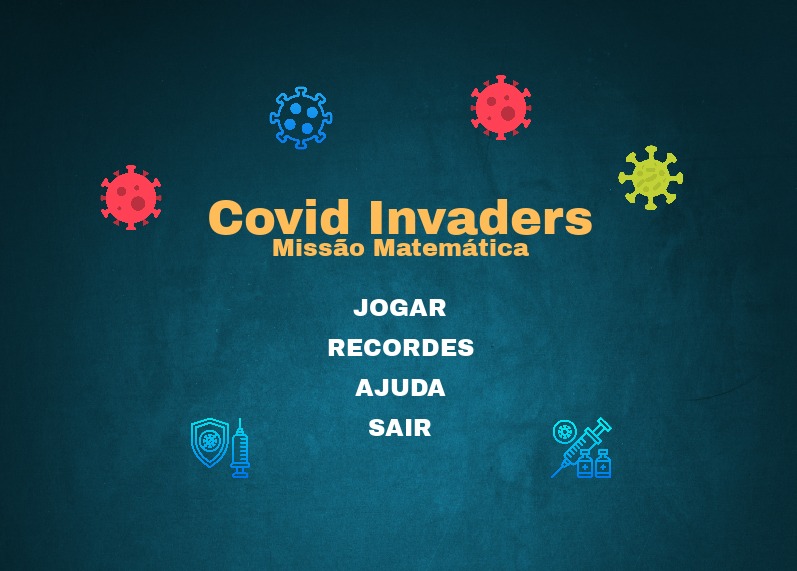 Covid Invaders
Missão Matemática
JOGAR
RECORDES
AJUDA
SAIR